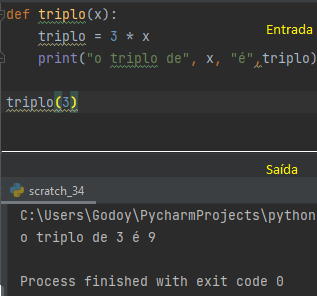 def triplo(x):
Entrada
triplo = 3 * x
print("o triplo de", x, "é",triplo)
triplo(3)
Saída
scratch_34
C:\Users\Godoy\PycharmProjects\python
o triplo de 3 é 9
Process finished with exit code 0